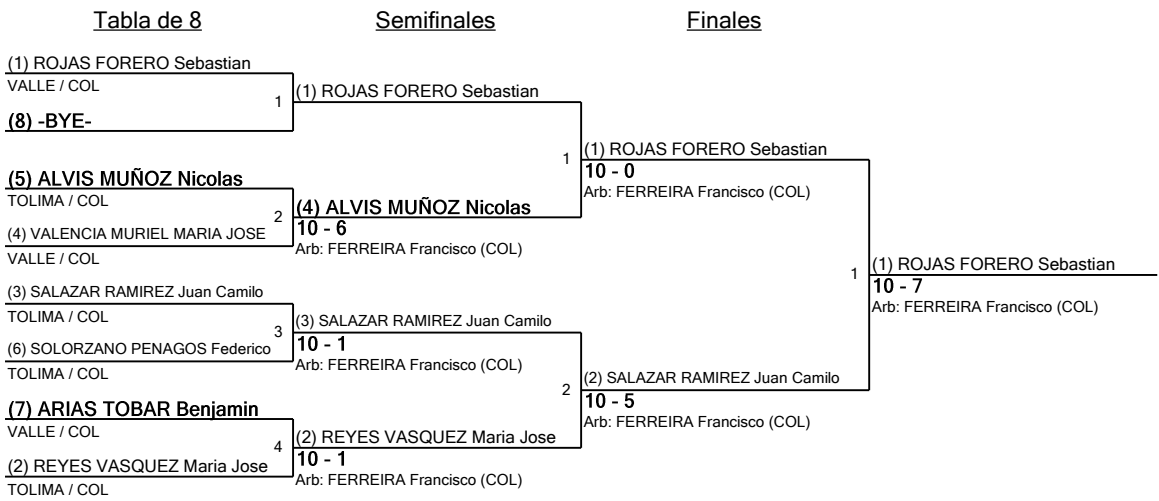 Tabla de 8
Semifinales
Finales
(1) ROJAS FORERO Sebastian
VALLE / COL
1
(8) -BYE-
(5) ALVIS MUÑOZ Nicolas
TOLIMA / COL
2
(4) VALENCIA MURIEL MARIA JOSE
VALLE / COL
(3) SALAZAR RAMIREZ Juan Camilo
TOLIMA / COL
3
(6) SOLORZANO PENAGOS Federico
TOLIMA / COL
(7) ARIAS TOBAR Benjamin
VALLE / COL
4
(2) REYES VASQUEZ Maria Jose
TOLIMA / COL
(1) ROJAS FORERO Sebastian
1
(4) ALVIS MUÑOZ Nicolas
10 - 6
Arb: FERREIRA Francisco (COL)
(3) SALAZAR RAMIREZ Juan Camilo
10 - 1
Arb: FERREIRA Francisco (COL)
2
(2) REYES VASQUEZ Maria Jose
10 - 1
Arb: FERREIRA Francisco (COL)
(1) ROJAS FORERO Sebastian
10 - 0
Arb: FERREIRA Francisco (COL)
1
(2) SALAZAR RAMIREZ Juan Camilo
10 - 5
Arb: FERREIRA Francisco (COL)
(1) ROJAS FORERO Sebastian
10 - 7
Arb: FERREIRA Francisco (COL)